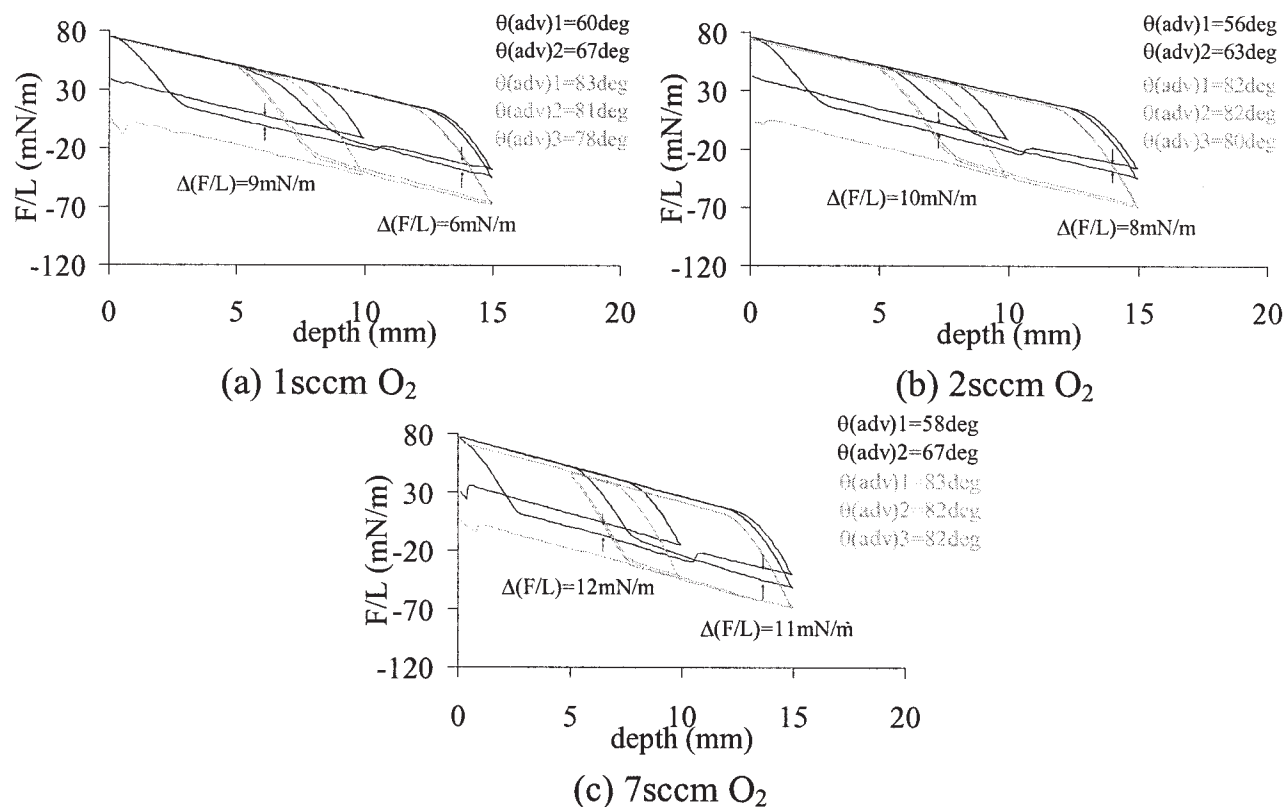 θ(adv)1=60deg
θ(adv)2=67deg
θ(adv)1=83deg
θ(adv)2=81deg
θ(adv)3=78deg
F/L (mN/m)
80
30
-20
-70
-120
Δ(F/L)=9mN/m
Δ(F/L)=6mN/m
0 5 10 15 20
depth (mm)
(a) 1sccm O₂
θ(adv)1=56deg
θ(adv)2=63deg
θ(adv)1=82deg
θ(adv)2=82deg
θ(adv)3=80deg
F/L (mN/m)
80
30
-20
-70
-120
Δ(F/L)=10mN/m
Δ(F/L)=8mN/m
0 5 10 15 20
depth (mm)
(b) 2sccm O₂
θ(adv)1=58deg
θ(adv)2=67deg
θ(adv)1=83deg
θ(adv)2=82deg
θ(adv)3=82deg
F/L (mN/m)
80
30
-20
-70
-120
Δ(F/L)=12mN/m
Δ(F/L)=11mN/m
0 5 10 15 20
depth (mm)
(c) 7sccm O₂